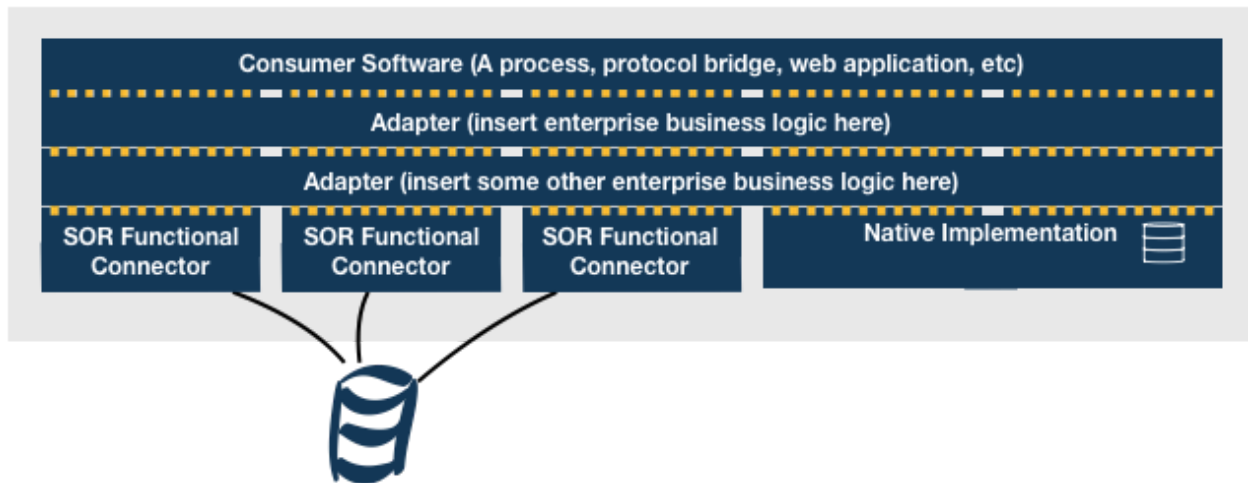 Consumer Software (A process, protocol bridge, web application, etc)
Adapter (insert enterprise business logic here)
Adapter (insert some other enterprise business logic here)
SOR Functional
Connector
SOR Functional
Connector
SOR Functional
Connector
Native Implementation